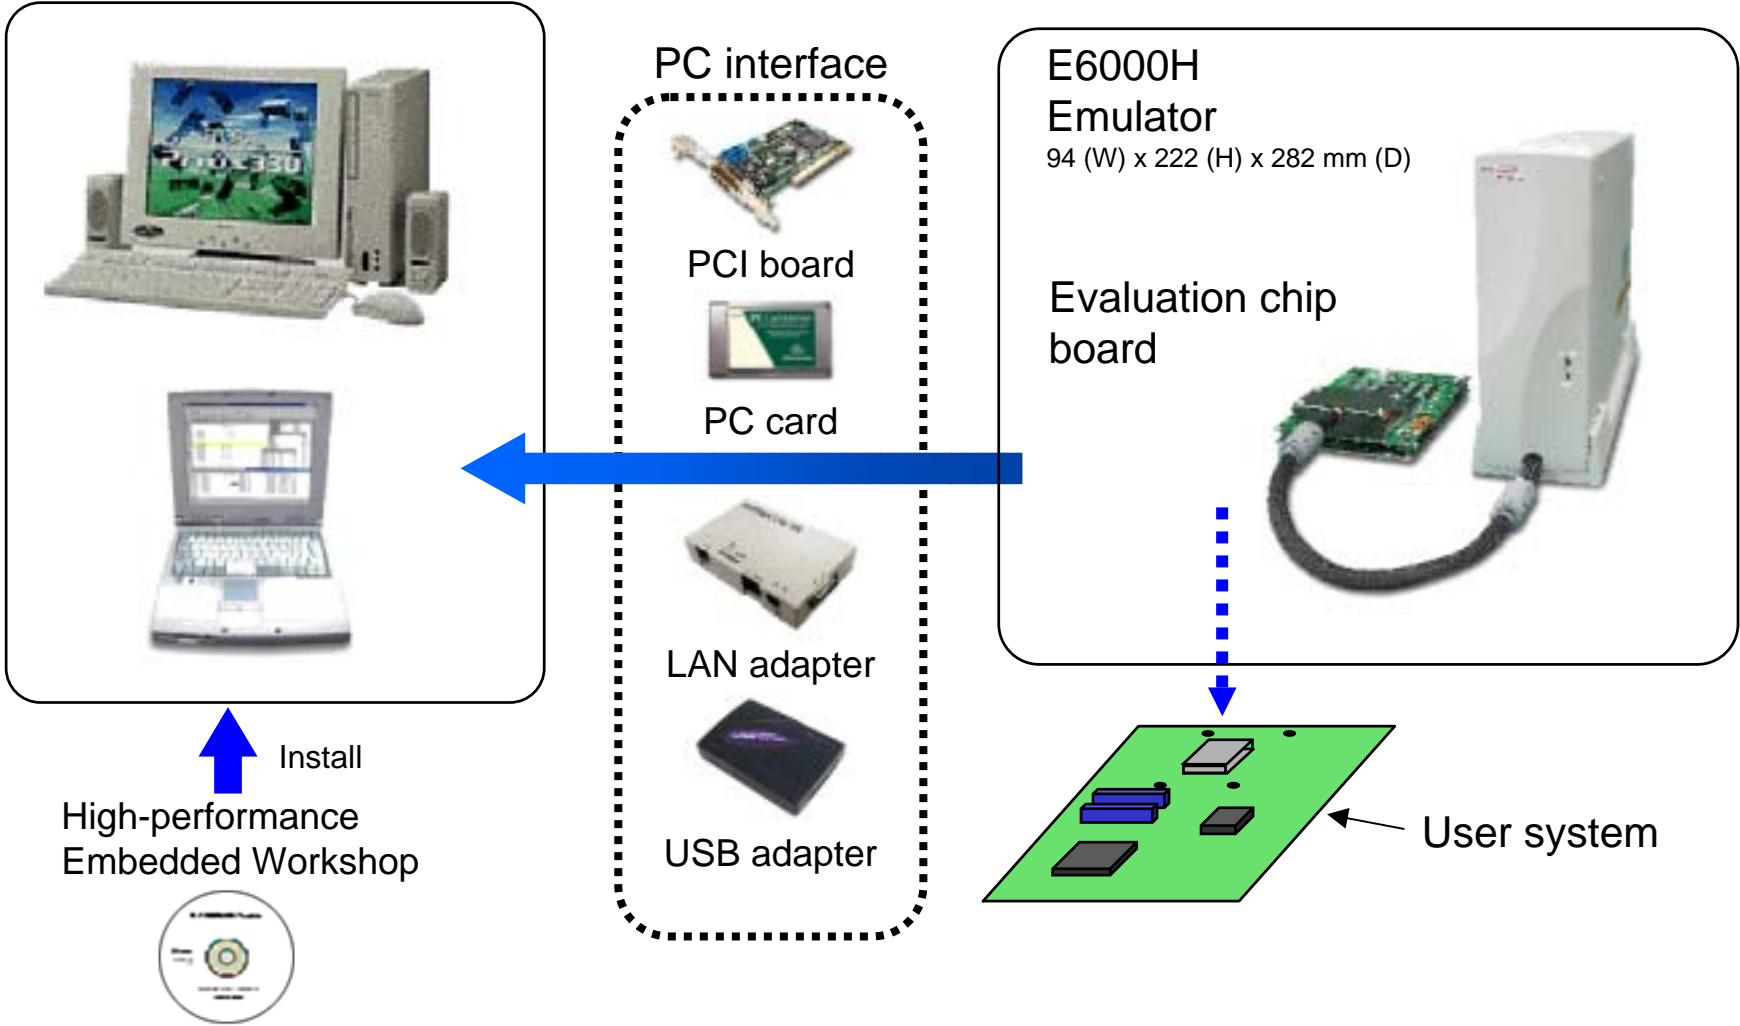 PC interface
PCI board
PC card
LAN adapter
USB adapter
E6000H
Emulator
94 (W) x 222 (H) x 282 mm (D)
Evaluation chip
board
User system
Install
High-performance
Embedded Workshop